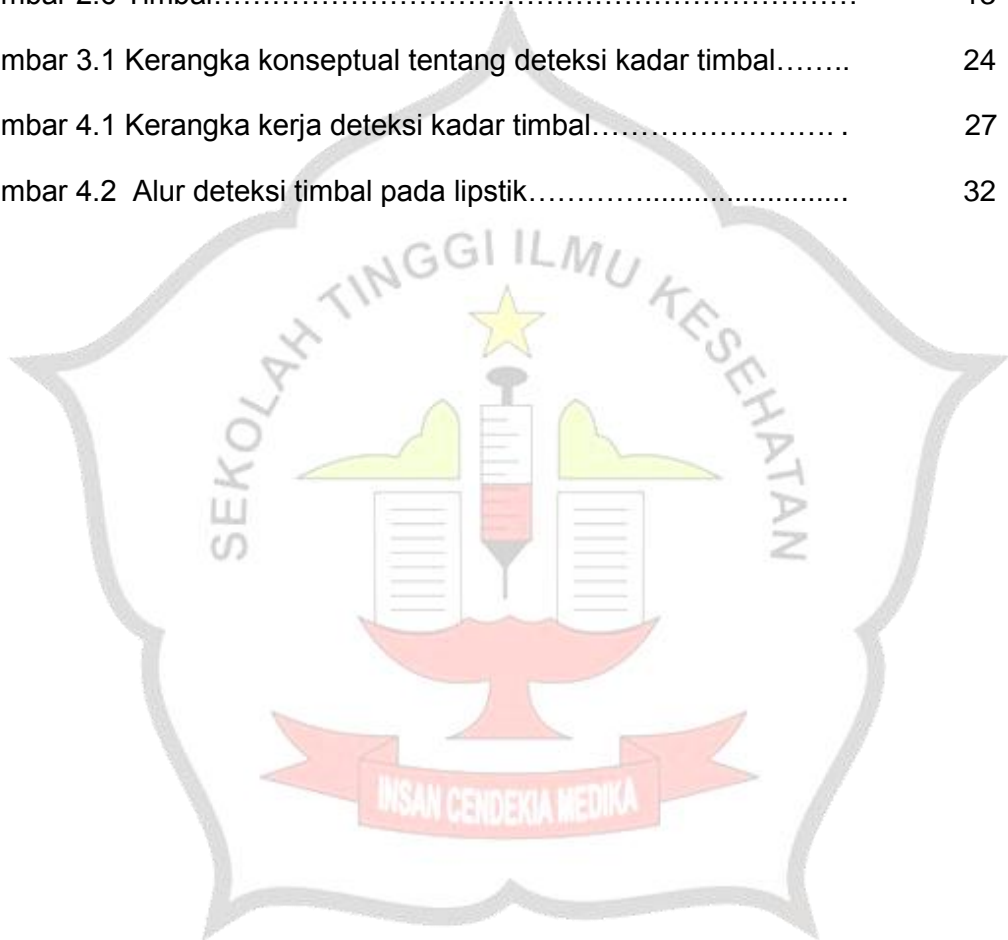 mbar 3.1 Kerangka konseptual tentang deteksi kadar timbal…….. 24
mbar 4.1 Kerangka kerja deteksi kadar timbal…………………… . 27
mbar 4.2  Alur deteksi timbal pada lipstik…………......................... 32
SEKOLAH TINGGI ILMU KESEHATAN
INSAN CENDEKIA MEDIKA